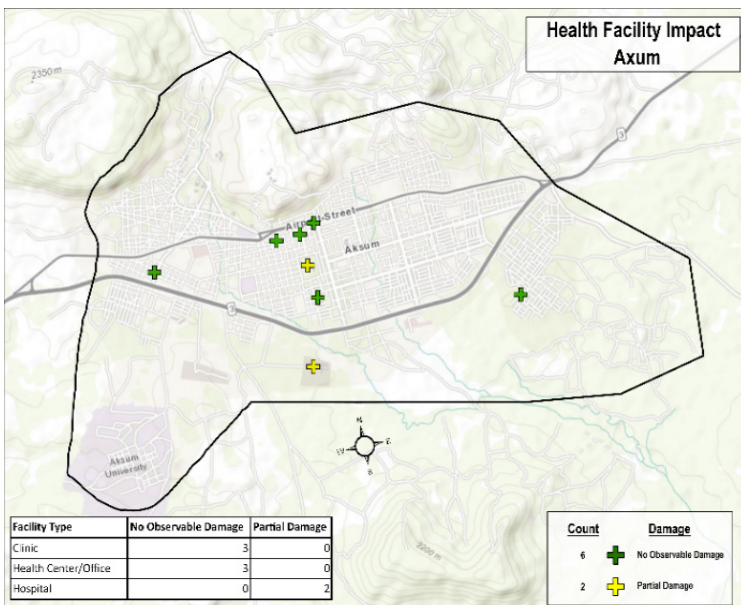 Health Facility Impact
Axum
2350 m
3
Street
Aksum
3
Aksum
University
N
E
S
2200 m
Facility Type No Observable Damage Partial Damage
Clinic 3 0
Health Center/Office 3 0
Hospital 0 2
Count Damage
6 No Observable Damage
2 Partial Damage